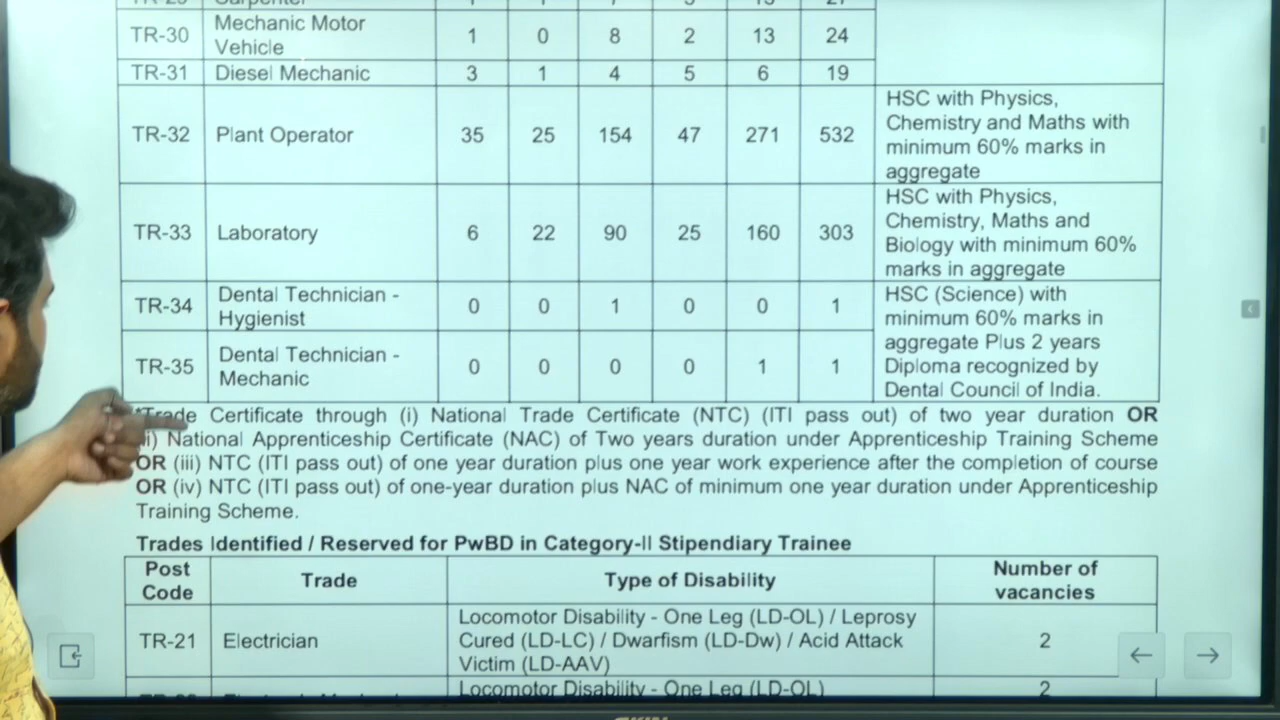 TR-30 Mechanic Motor Vehicle 1 0 8 2 13 24
TR-31 Diesel Mechanic 3 1 4 5 6 19
TR-32 Plant Operator 35 25 154 47 271 532 HSC with Physics, Chemistry and Maths with minimum 60% marks in aggregate
TR-33 Laboratory 6 22 90 25 160 303 HSC with Physics, Chemistry, Maths and Biology with minimum 60% marks in aggregate
TR-34 Dental Technician - Hygienist 0 0 1 0 0 1 HSC (Science) with minimum 60% marks in aggregate Plus 2 years Diploma recognized by Dental Council of India.
TR-35 Dental Technician - Mechanic 0 0 0 0 1 1
*Trade Certificate through (i) National Trade Certificate (NTC) (ITI pass out) of two year duration OR
ii) National Apprenticeship Certificate (NAC) of Two years duration under Apprenticeship Training Scheme
OR (iii) NTC (ITI pass out) of one year duration plus one year work experience after the completion of course
OR (iv) NTC (ITI pass out) of one-year duration plus NAC of minimum one year duration under Apprenticeship
Training Scheme.
Trades Identified / Reserved for PwBD in Category-II Stipendiary Trainee
Post Code Trade Type of Disability Number of vacancies
TR-21 Electrician Locomotor Disability - One Leg (LD-OL) / Leprosy Cured (LD-LC) / Dwarfism (LD-Dw) / Acid Attack Victim (LD-AAV) 2
Locomotor Disability - One Leg (LD-OL) 2